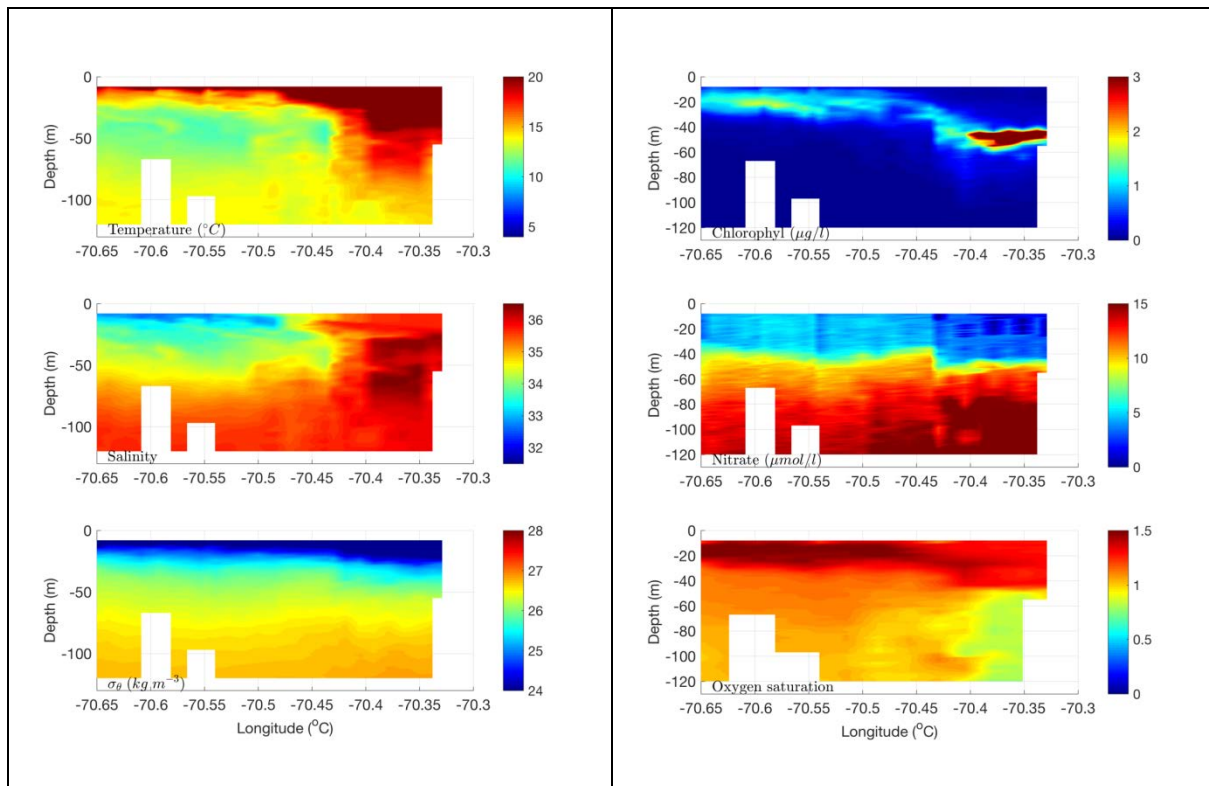 0
-50
-100
Depth (m)
Temperature (°C)
-70.65 -70.6 -70.55 -70.5 -70.45 -70.4 -70.35 -70.3
20
15
10
5
0
-50
-100
Depth (m)
Salinity
-70.65 -70.6 -70.55 -70.5 -70.45 -70.4 -70.35 -70.3
36
35
34
33
32
0
-50
-100
Depth (m)
σθ (kg.m⁻³)
-70.65 -70.6 -70.55 -70.5 -70.45 -70.4 -70.35 -70.3
Longitude (°C)
28
27
26
25
24
0
-20
-40
-60
-80
-100
-120
Depth (m)
Chlorophyl (μg/l)
-70.65 -70.6 -70.55 -70.5 -70.45 -70.4 -70.35 -70.3
3
2
1
0
0
-20
-40
-60
-80
-100
-120
Depth (m)
Nitrate (μmol/l)
-70.65 -70.6 -70.55 -70.5 -70.45 -70.4 -70.35 -70.3
15
10
5
0
0
-20
-40
-60
-80
-100
-120
Depth (m)
Oxygen saturation
-70.65 -70.6 -70.55 -70.5 -70.45 -70.4 -70.35 -70.3
Longitude (°C)
1.5
1
0.5
0